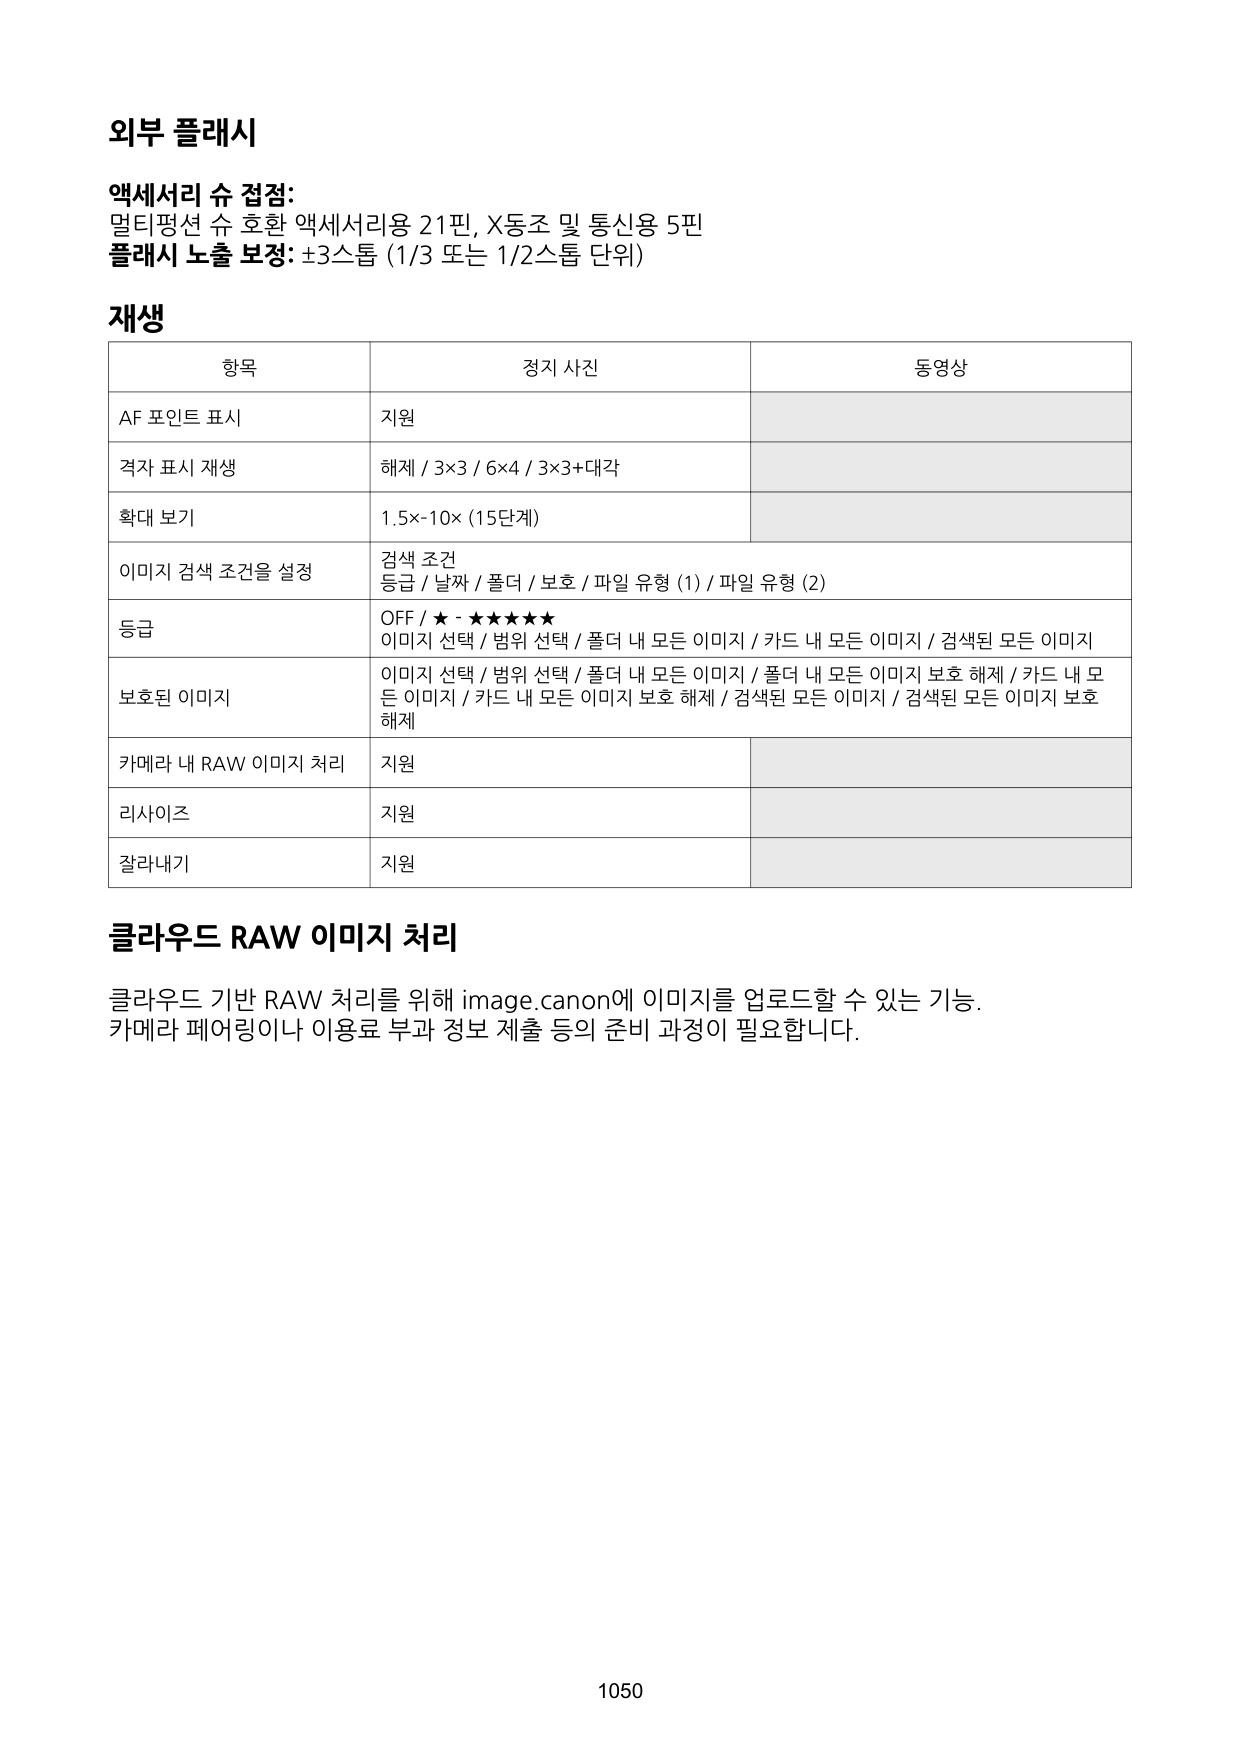 외부 플래시
액세서리 슈 접점:
멀티펑션 슈 호환 액세서리용 21핀, X동조 및 통신용 5핀
플래시 노출 보정: ±3스톱 (1/3 또는 1/2스톱 단위)
재생
항목 정지 사진 동영상
AF 포인트 표시 지원
격자 표시 재생 해제 / 3×3 / 6×4 / 3×3+대각
확대 보기 1.5×-10× (15단계)
이미지 검색 조건을 설정 검색 조건
등급 / 날짜 / 폴더 / 보호 / 파일 유형 (1) / 파일 유형 (2)
등급 OFF / ★ - ★★★★★
이미지 선택 / 범위 선택 / 폴더 내 모든 이미지 / 카드 내 모든 이미지 / 검색된 모든 이미지
보호된 이미지 이미지 선택 / 범위 선택 / 폴더 내 모든 이미지 / 폴더 내 모든 이미지 보호 해제 / 카드 내 모
든 이미지 / 카드 내 모든 이미지 보호 해제 / 검색된 모든 이미지 / 검색된 모든 이미지 보호
해제
카메라 내 RAW 이미지 처리 지원
리사이즈 지원
잘라내기 지원
클라우드 RAW 이미지 처리
클라우드 기반 RAW 처리를 위해 image.canon에 이미지를 업로드할 수 있는 기능.
카메라 페어링이나 이용료 부과 정보 제출 등의 준비 과정이 필요합니다.
1050